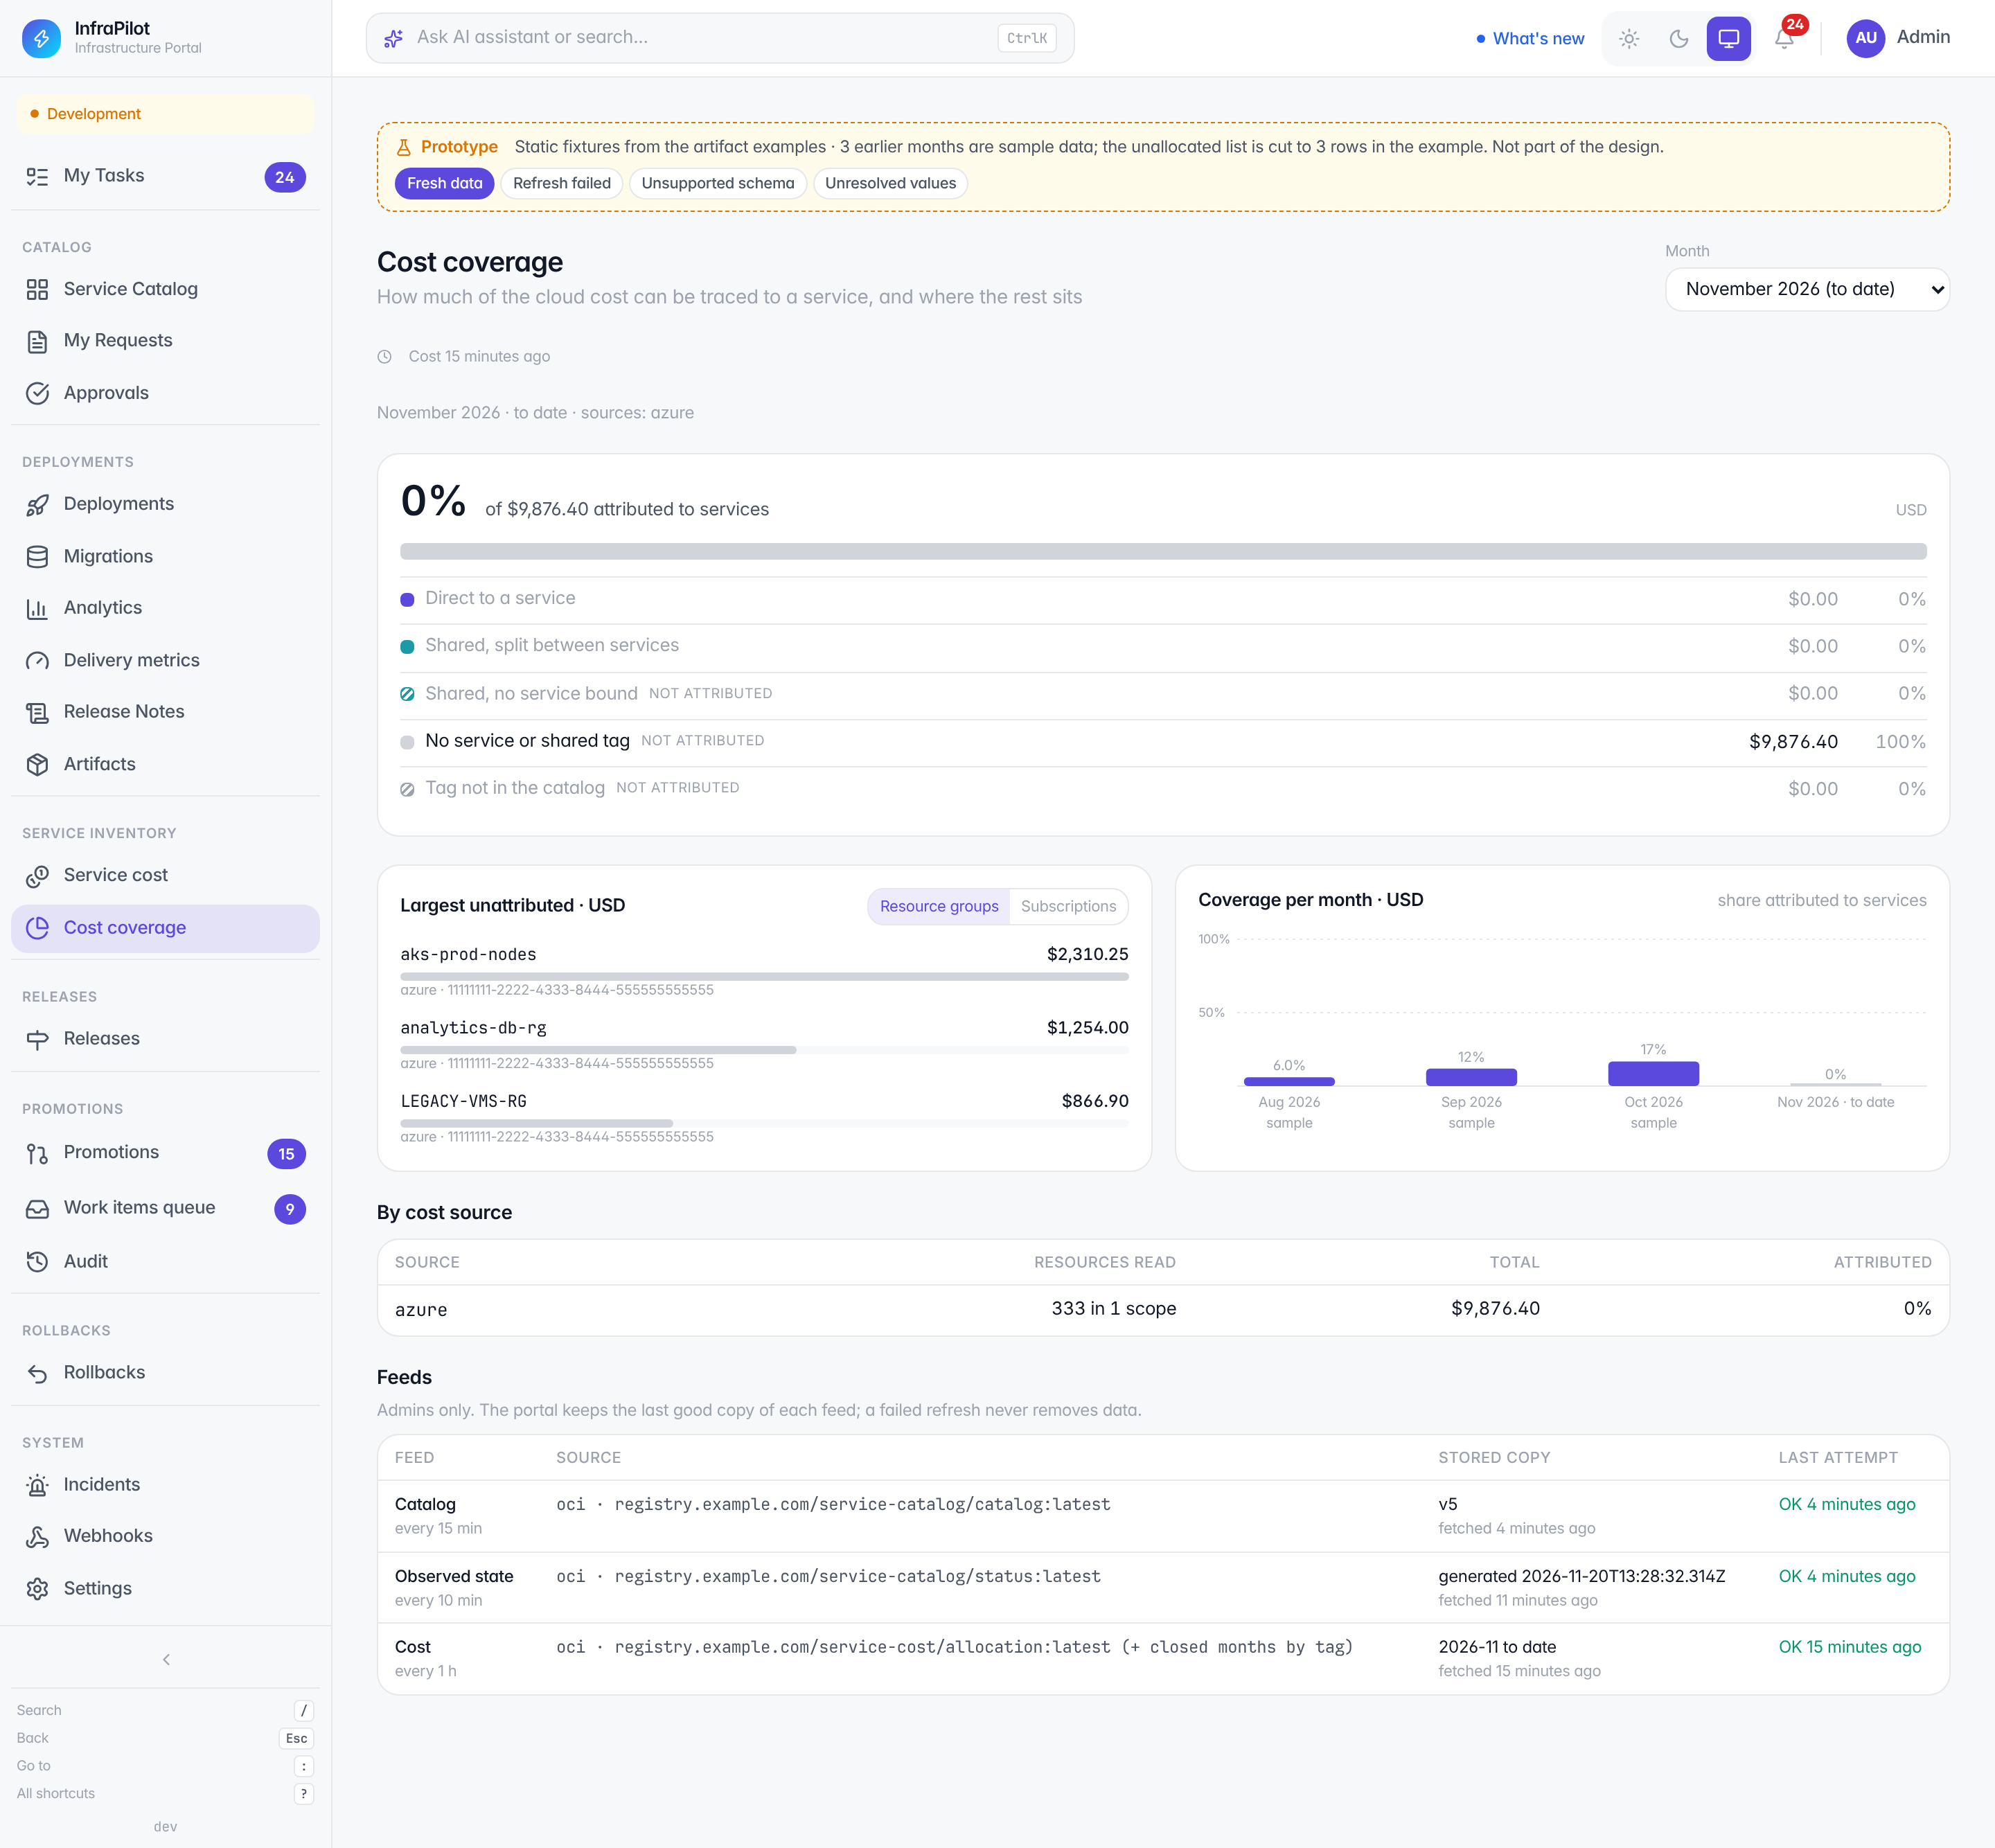 InfraPilot
Infrastructure Portal
Ask AI assistant or search...
CtrlK
What's new
24
AU
Admin
Development
My Tasks
24
CATALOG
Service Catalog
My Requests
Approvals
DEPLOYMENTS
Deployments
Migrations
Analytics
Delivery metrics
Release Notes
Artifacts
SERVICE INVENTORY
Service cost
Cost coverage
RELEASES
Releases
PROMOTIONS
Promotions
15
Work items queue
9
Audit
ROLLBACKS
Rollbacks
SYSTEM
Incidents
Webhooks
Settings
Search /
Back Esc
Go to :
All shortcuts ?
dev
Prototype Static fixtures from the artifact examples · 3 earlier months are sample data; the unallocated list is cut to 3 rows in the example. Not part of the design.
Fresh data Refresh failed Unsupported schema Unresolved values
Cost coverage
How much of the cloud cost can be traced to a service, and where the rest sits
Month
November 2026 (to date)
Cost 15 minutes ago
November 2026 · to date · sources: azure
0% of $9,876.40 attributed to services USD
Direct to a service $0.00 0%
Shared, split between services $0.00 0%
Shared, no service bound NOT ATTRIBUTED $0.00 0%
No service or shared tag NOT ATTRIBUTED $9,876.40 100%
Tag not in the catalog NOT ATTRIBUTED $0.00 0%
Largest unattributed · USD
Resource groups Subscriptions
aks-prod-nodes $2,310.25
azure · 11111111-2222-4333-8444-555555555555
analytics-db-rg $1,254.00
azure · 11111111-2222-4333-8444-555555555555
LEGACY-VMS-RG $866.90
azure · 11111111-2222-4333-8444-555555555555
Coverage per month · USD share attributed to services
100%
50%
6.0% 12% 17% 0%
Aug 2026 Sep 2026 Oct 2026 Nov 2026 · to date
sample sample sample
By cost source
SOURCE RESOURCES READ TOTAL ATTRIBUTED
azure 333 in 1 scope $9,876.40 0%
Feeds
Admins only. The portal keeps the last good copy of each feed; a failed refresh never removes data.
FEED SOURCE STORED COPY LAST ATTEMPT
Catalog oci · registry.example.com/service-catalog/catalog:latest v5 OK 4 minutes ago
every 15 min fetched 4 minutes ago
Observed state oci · registry.example.com/service-catalog/status:latest generated 2026-11-20T13:28:32.314Z OK 4 minutes ago
every 10 min fetched 11 minutes ago
Cost oci · registry.example.com/service-cost/allocation:latest (+ closed months by tag) 2026-11 to date OK 15 minutes ago
every 1 h fetched 15 minutes ago